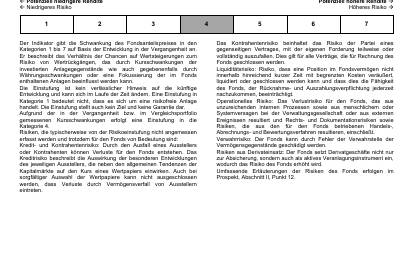 ← Potenziell niedrigere Rendite
Potenziell höhere Rendite →
← Niedrigeres Risiko
Höheres Risiko →
1 2 3 4 5 6 7
Der Indikator gibt die Schwankung des Fondsanteilspreises in den
Kategorien 1 bis 7 auf Basis der Entwicklung in der Vergangenheit an.
Er beschreibt das Verhältnis der Chancen auf Wertsteigerungen zum
Risiko von Wertrückgängen, das durch Kursschwankungen der
investierten Anlagegegenstände wie auch gegebenenfalls durch
Währungsschwankungen oder eine Fokussierung der im Fonds
enthaltenen Anlagen beeinflusst werden kann.
Die Einstufung ist kein verlässlicher Hinweis auf die künftige
Entwicklung und kann sich im Laufe der Zeit ändern. Eine Einstufung in
Kategorie 1 bedeutet nicht, dass es sich um eine risikofreie Anlage
handelt. Die Einstellung stellt auch kein Ziel und keine Garantie dar.
Aufgrund der in der Vergangenheit bzw. im Vergleichsportfolio
gemessenen Kursschwankungen erfolgt eine Einstufung in die
Kategorie 4.
Risiken, die typischerweise von der Risikoeinstufung nicht angemessen
erfasst werden und trotzdem für den Fonds von Bedeutung sind:
Kredit- und Kontrahentenrisiko: Durch den Ausfall eines Ausstellers
oder Kontrahenten können Verluste für den Fonds entstehen. Das
Kreditrisiko beschreibt die Auswirkung der besonderen Entwicklungen
des jeweiligen Ausstellers, die neben den allgemeinen Tendenzen der
Kapitalmärkte auf den Kurs eines Wertpapiers einwirken. Auch bei
sorgfältiger Auswahl der Wertpapiere kann nicht ausgeschlossen
werden, dass Verluste durch Vermögensverfall von Ausstellern
eintreten.
Das Kontrahentenrisiko beinhaltet das Risiko der Partei eines
gegenseitigen Vertrages, mit der eigenen Forderung teilweise oder
vollständig auszufallen. Dies gilt für alle Verträge, die für Rechnung des
Fonds geschlossen werden.
Liquiditätsrisiko: Risiko, dass eine Position im Fondsvermögen nicht
innerhalb hinreichend kurzer Zeit mit begrenzten Kosten veräußert,
liquidiert oder geschlossen werden kann und dass dies die Fähigkeit
des Fonds, der Rücknahme- und Auszahlungsverpflichtung jederzeit
nachzukommen, beeinträchtigt.
Operationelles Risiko: Das Verlustrisiko für den Fonds, das aus
unzureichenden internen Prozessen sowie aus menschlichem oder
Systemversagen bei der Verwaltungsgesellschaft oder aus externen
Ereignissen resultiert und Rechts- und Dokumentationsrisiken sowie
Risiken, die aus den für den Fonds betriebenen Handels-,
Abrechnungs- und Bewertungsverfahren resultieren, einschließt.
Verwahrrisiko: Der Fonds kann durch Fehler der Verwahrstelle der
Vermögensgegenstände geschädigt werden.
Risiken aus Derivateinsatz: Der Fonds setzt Derivatgeschäfte nicht nur
zur Absicherung, sondern auch als aktives Veranlagungsinstrument ein,
wodurch das Risiko des Fonds erhöht wird.
Umfassende Erläuterungen der Risiken des Fonds erfolgen im
Prospekt, Abschnitt II, Punkt 12.